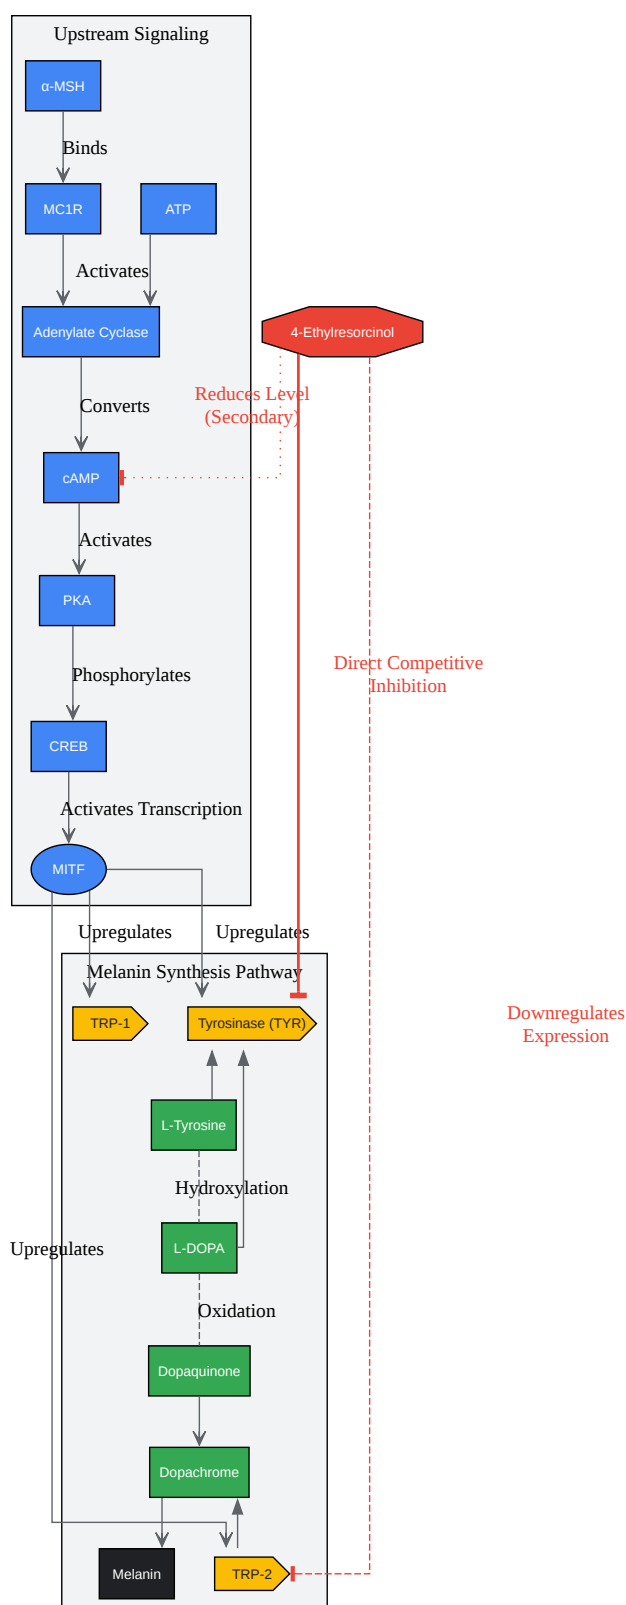 Upstream Signaling
α-MSH
Binds
MC1R
ATP
Activates
Adenylate Cyclase
4-Ethylresorcinol
Reduces Level
(Secondary)
Converts
cAMP
Activates
PKA
Direct Competitive
Inhibition
Phosphorylates
CREB
Activates Transcription
MITF
Upregulates
Upregulates
Melanin Synthesis Pathway
TRP-1
Tyrosinase (TYR)
Downregulates
Expression
L-Tyrosine
Hydroxylation
L-DOPA
Upregulates
Oxidation
Dopaquinone
Dopachrome
Melanin
TRP-2